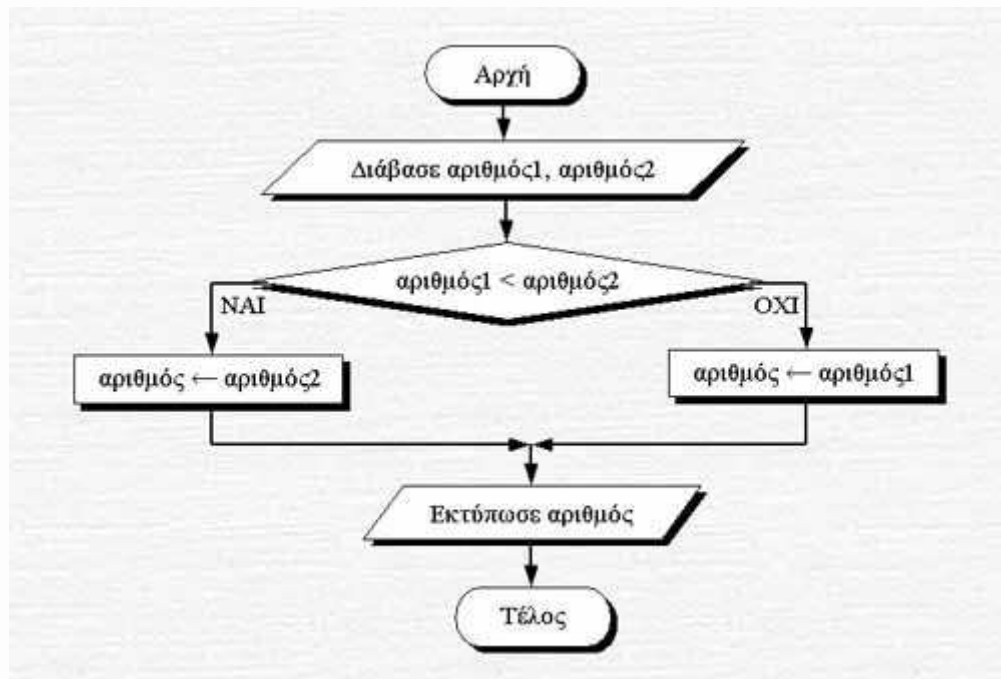 Αρχή
Διάβασε αριθμός1, αριθμός2
αριθμός1 < αριθμός2
ΝΑΙ
ΟΧΙ
αριθμός ← αριθμός2
αριθμός ← αριθμός1
Εκτύπωσε αριθμός
Τέλος